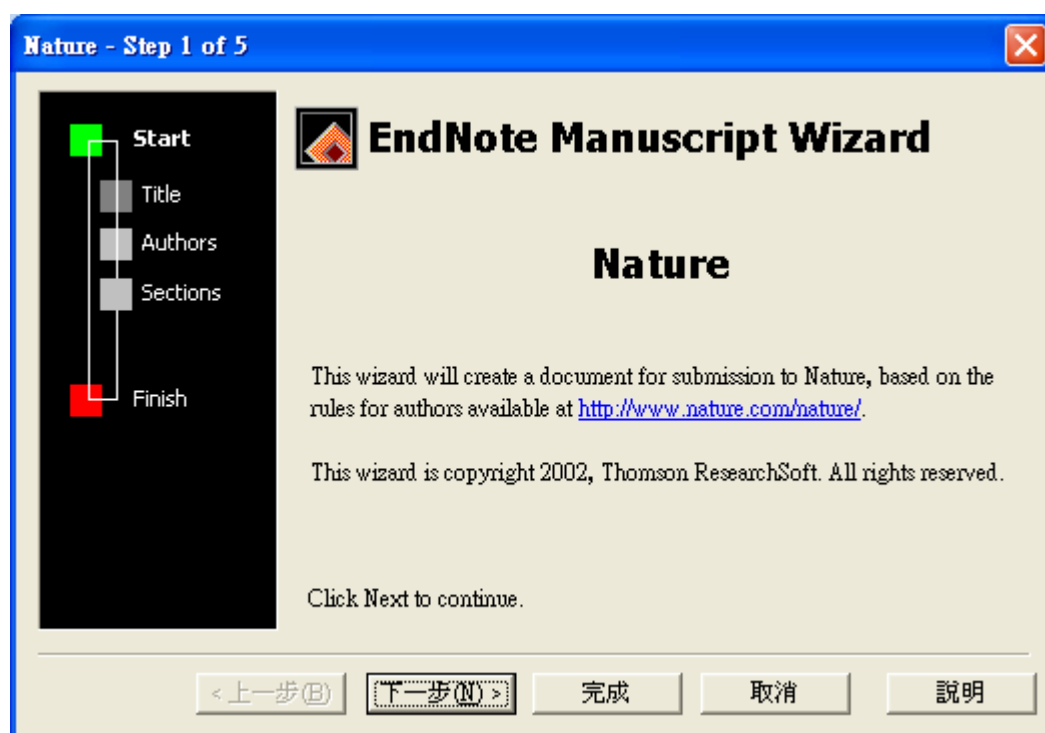 Nature - Step 1 of 5
Start
Title
Authors
Sections
Finish
EndNote Manuscript Wizard
Nature
This wizard will create a document for submission to Nature, based on the
rules for authors available at http://www.nature.com/nature/.
This wizard is copyright 2002, Thomson ResearchSoft. All rights reserved.
Click Next to continue.
<上一步(B) 下一步(N) > 完成 取消 說明